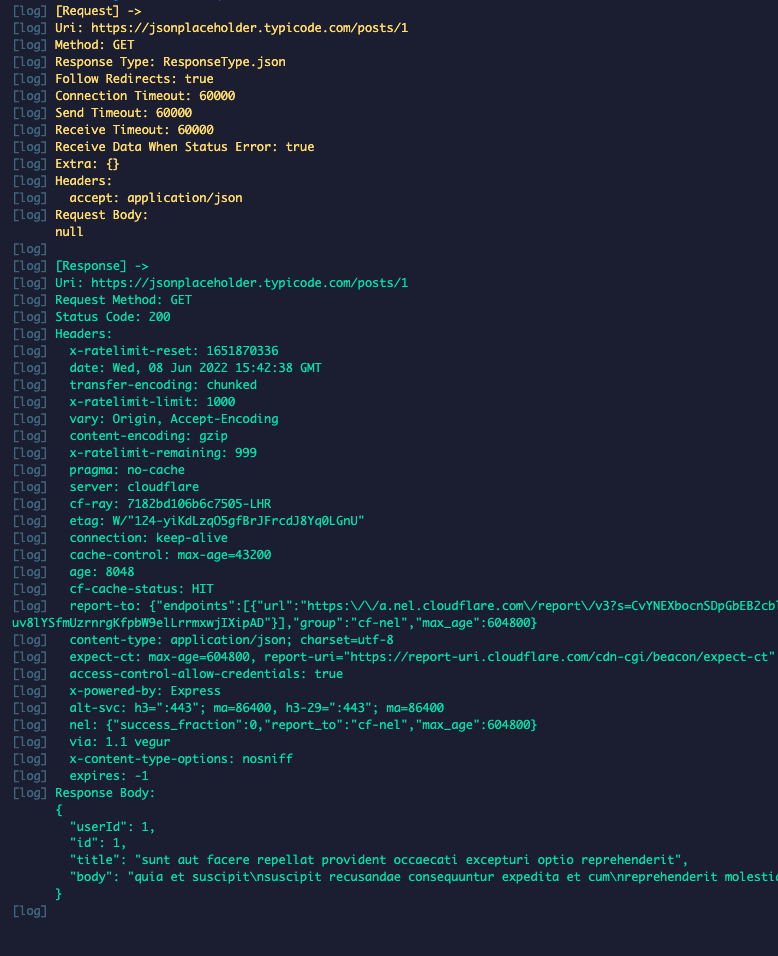 [log] [Request] ->
[log] Uri: https://jsonplaceholder.typicode.com/posts/1
[log] Method: GET
[log] Response Type: ResponseType.json
[log] Follow Redirects: true
[log] Connection Timeout: 60000
[log] Send Timeout: 60000
[log] Receive Timeout: 60000
[log] Receive Data When Status Error: true
[log] Extra: {}
[log] Headers:
[log]   accept: application/json
[log] Request Body:
      null
[log]
[log] [Response] ->
[log] Uri: https://jsonplaceholder.typicode.com/posts/1
[log] Request Method: GET
[log] Status Code: 200
[log] Headers:
[log]   x-ratelimit-reset: 1651870336
[log]   date: Wed, 08 Jun 2022 15:42:38 GMT
[log]   transfer-encoding: chunked
[log]   x-ratelimit-limit: 1000
[log]   vary: Origin, Accept-Encoding
[log]   content-encoding: gzip
[log]   x-ratelimit-remaining: 999
[log]   pragma: no-cache
[log]   server: cloudflare
[log]   cf-ray: 7182bd106b6c7505-LHR
[log]   etag: W/"124-yiKdLzqO5gfBrJFrcdJ8Yq0LGnU"
[log]   connection: keep-alive
[log]   cache-control: max-age=43200
[log]   age: 8048
[log]   cf-cache-status: HIT
[log]   report-to: {"endpoints":[{"url":"https:\/\/a.nel.cloudflare.com\/report\/v3?s=CvYNEXbocnSDpGbEB2cbl
uv8lYSfmUzrnrgKfpbW9elLrrmxwjIXipAD"}],"group":"cf-nel","max_age":604800}
[log]   content-type: application/json; charset=utf-8
[log]   expect-ct: max-age=604800, report-uri="https://report-uri.cloudflare.com/cdn-cgi/beacon/expect-ct"
[log]   access-control-allow-credentials: true
[log]   x-powered-by: Express
[log]   alt-svc: h3=":443"; ma=86400, h3-29=":443"; ma=86400
[log]   nel: {"success_fraction":0,"report_to":"cf-nel","max_age":604800}
[log]   via: 1.1 vegur
[log]   x-content-type-options: nosniff
[log]   expires: -1
[log] Response Body:
      {
        "userId": 1,
        "id": 1,
        "title": "sunt aut facere repellat provident occaecati excepturi optio reprehenderit",
        "body": "quia et suscipit\nsuscipit recusandae consequuntur expedita et cum\nreprehenderit molestia
      }
[log]